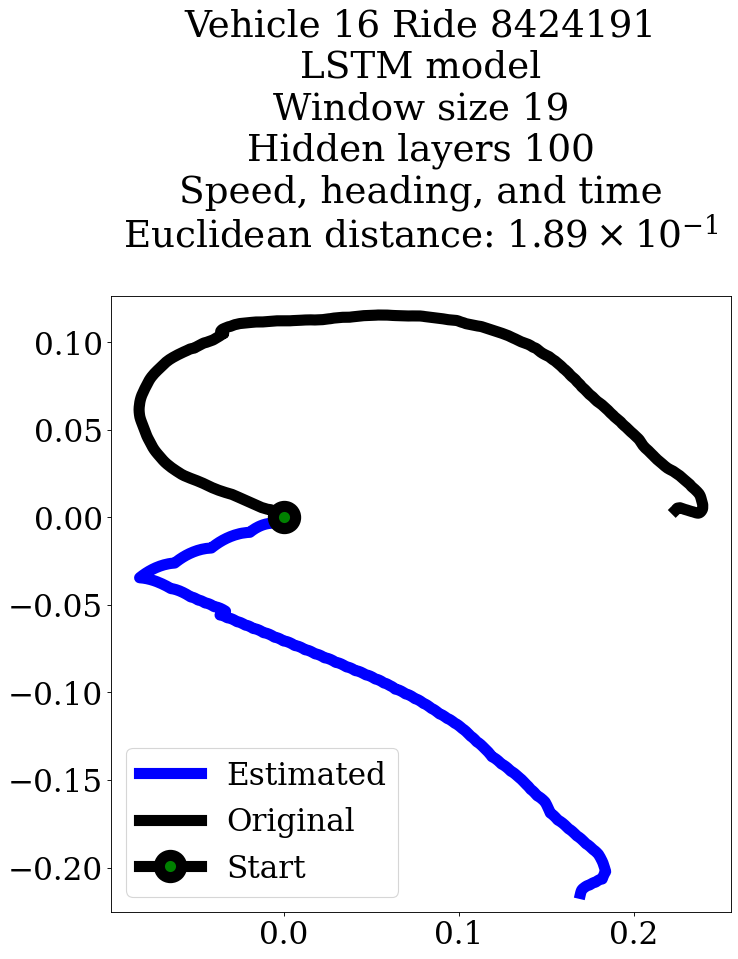 Vehicle 16 Ride 8424191
LSTM model
Window size 19
Hidden layers 100
Speed, heading, and time
Euclidean distance: 1.89 × 10⁻¹
0.10
0.05
0.00
−0.05
−0.10
−0.15
−0.20
Estimated
Original
Start
0.0 0.1 0.2